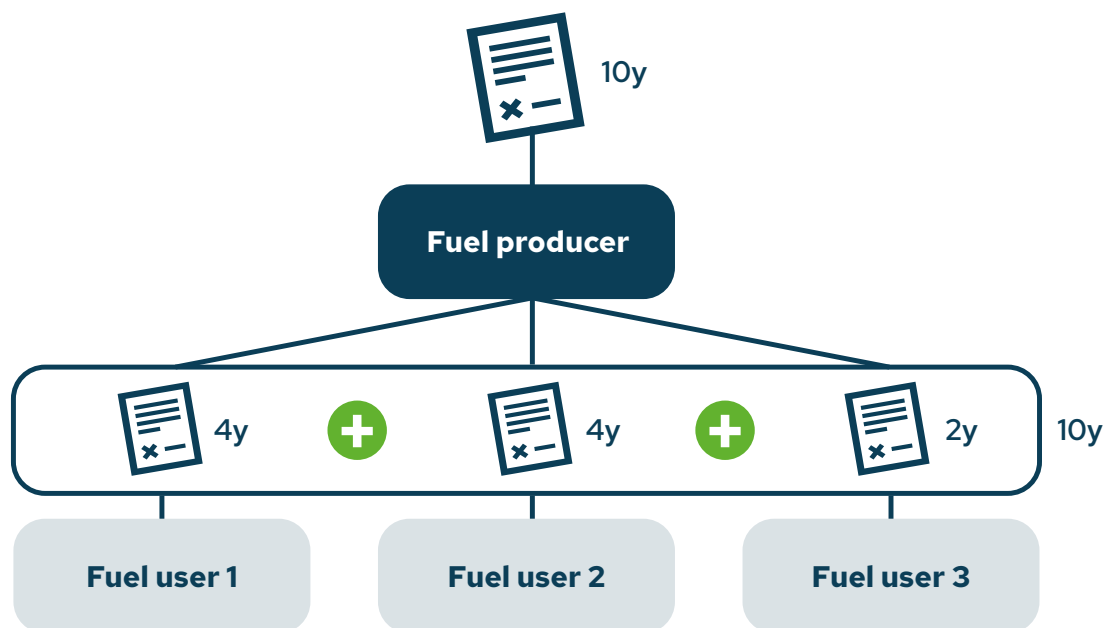 10y
Fuel producer
4y
4y
2y
10y
Fuel user 1
Fuel user 2
Fuel user 3